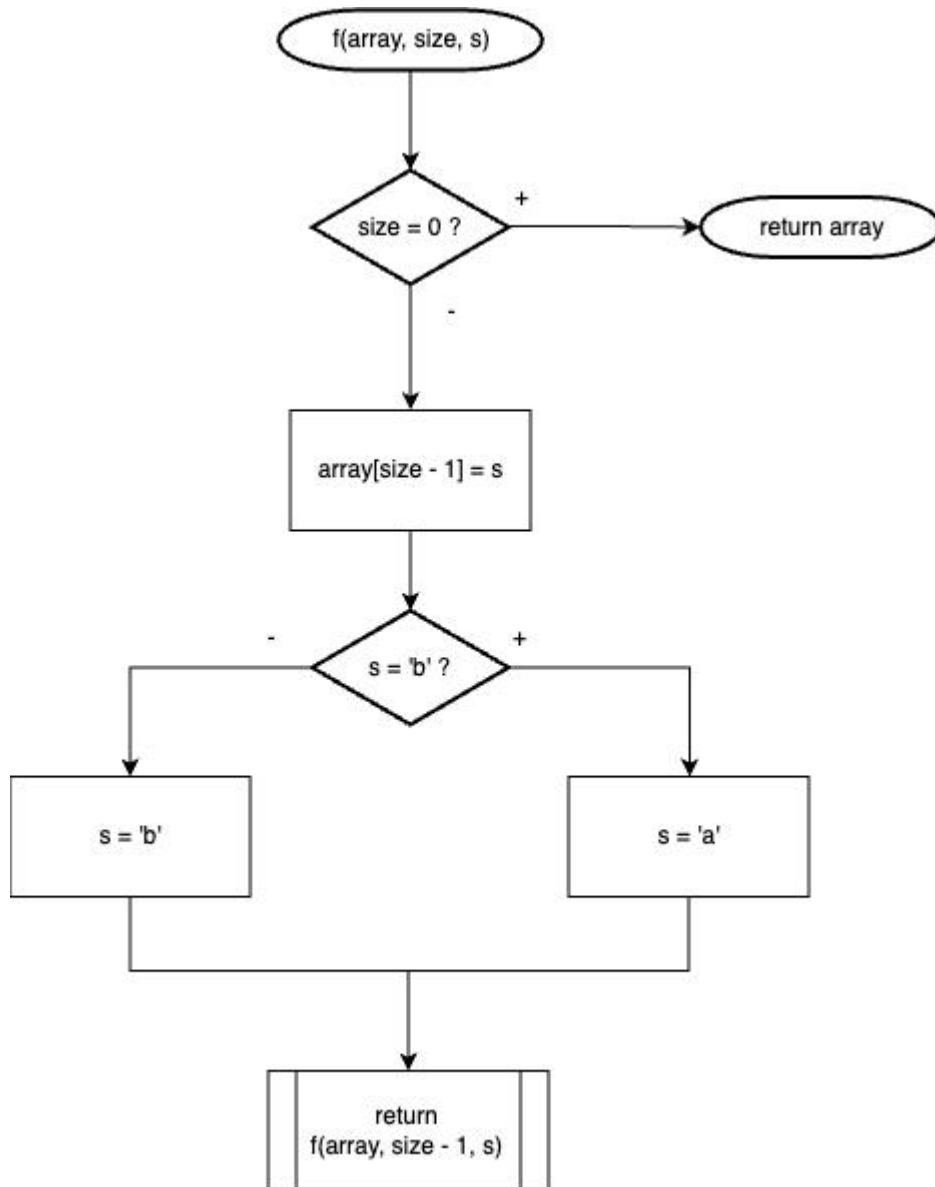 f(array, size, s)
+
size = 0 ?
return array
-
array[size - 1] = s
-
+
s = 'b' ?
s = 'b'
s = 'a'
return
f(array, size - 1, s)